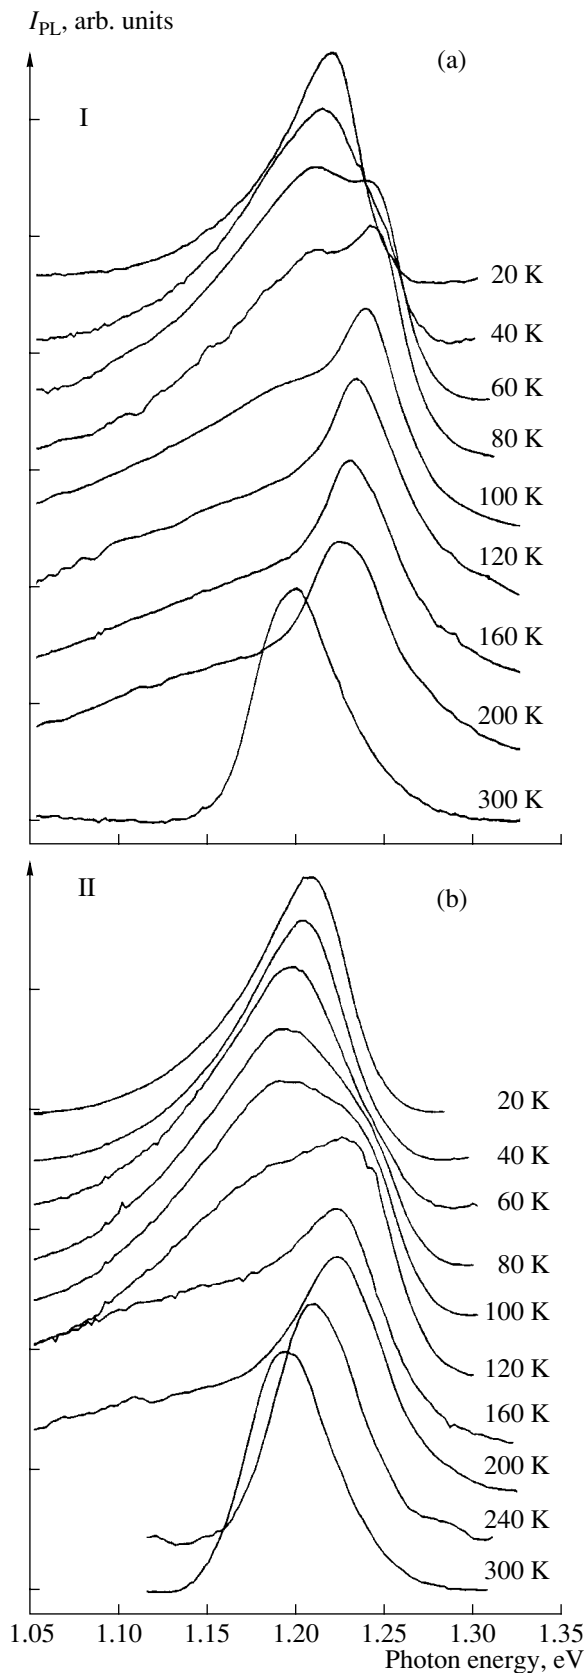 I_PL, arb. units
(a)
I
20 K
40 K
60 K
80 K
100 K
120 K
160 K
200 K
300 K
II
(b)
20 K
40 K
60 K
80 K
100 K
120 K
160 K
200 K
240 K
300 K
1.05 1.10 1.15 1.20 1.25 1.30 1.35
Photon energy, eV